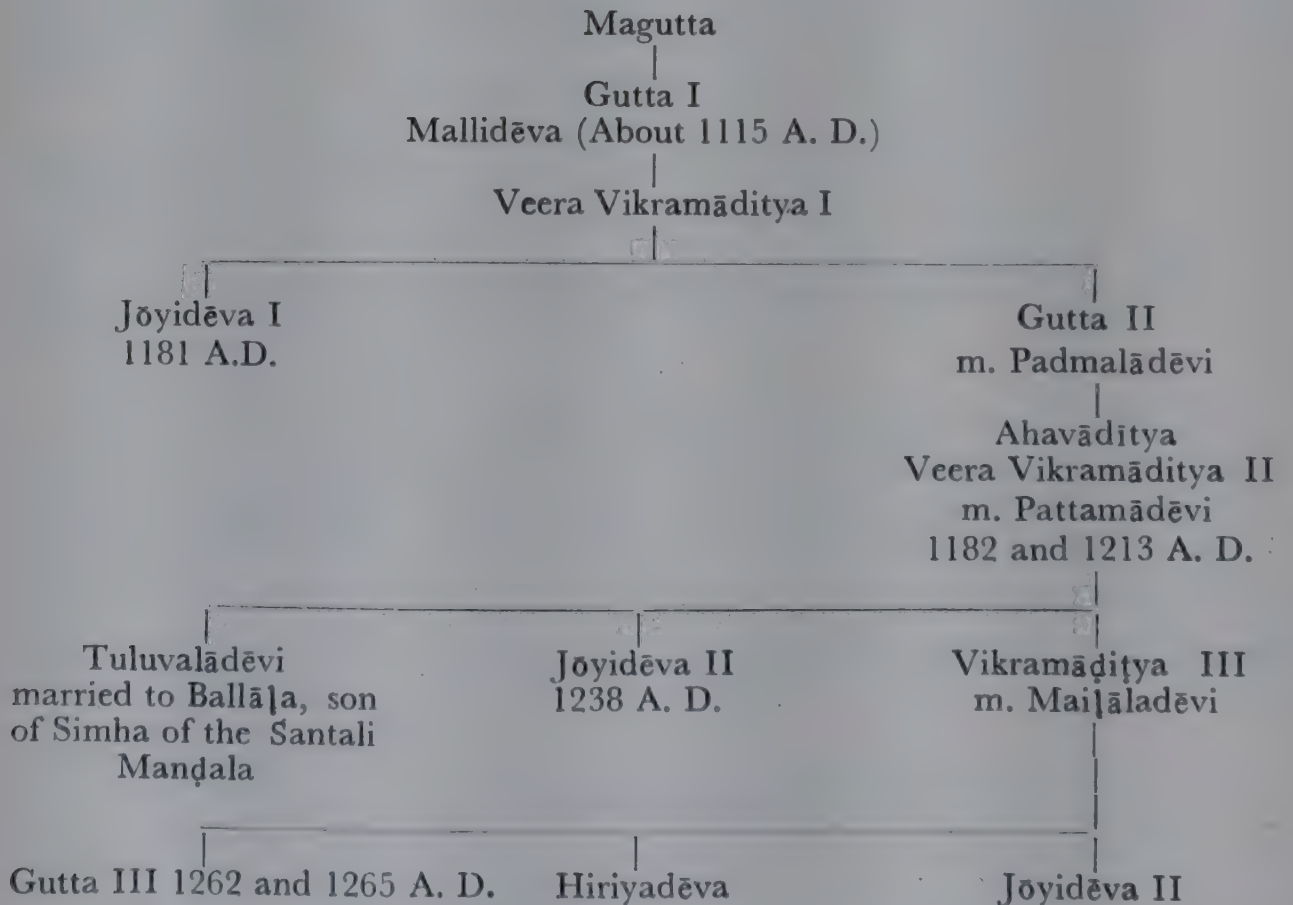 Magutta
Gutta I
Mallidēva (About 1115 A. D.)
Veera Vikramāditya I
Jōyidēva I
1181 A.D.
Gutta II
m. Padmalādēvi
Ahavāditya
Veera Vikramāditya II
m. Pattamādēvi
1182 and 1213 A. D.
Tuluvalādēvi
married to Ballāḷa, son
of Simha of the Santali
Manḍala
Jōyidēva II
1238 A. D.
Vikramāḍiṭya III
m. Maiḷāladēvi
Gutta III 1262 and 1265 A. D.
Hiriyadēva
Jōyidēva II